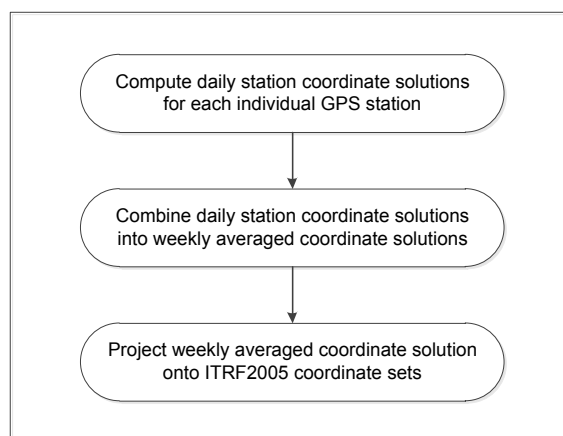 Compute daily station coordinate solutions
for each individual GPS station
Combine daily station coordinate solutions
into weekly averaged coordinate solutions
Project weekly averaged coordinate solution
onto ITRF2005 coordinate sets